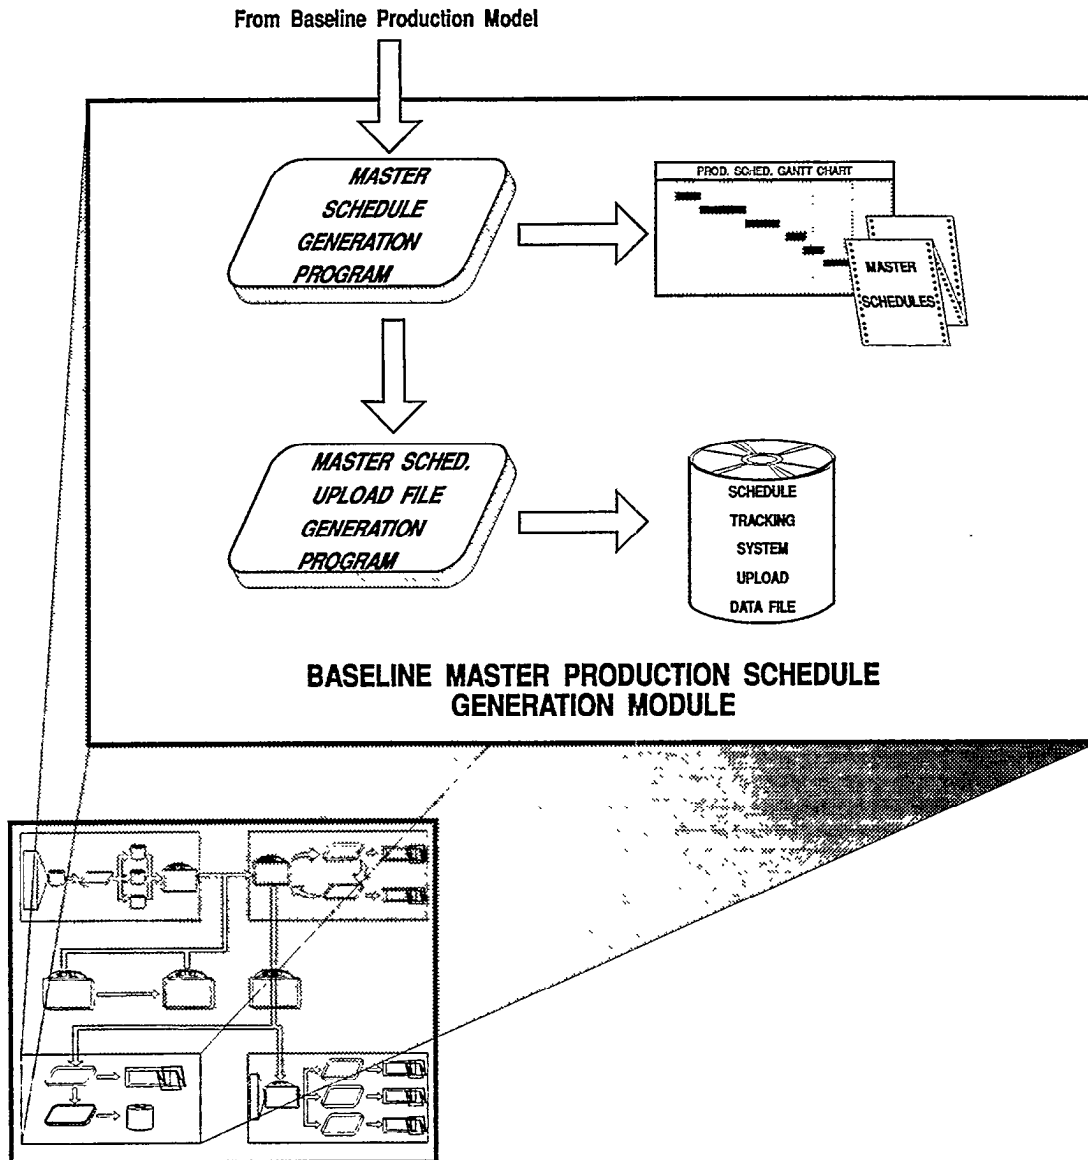 From Baseline Production Model
MASTER
SCHEDULE
GENERATION
PROGRAM
PROD. SCHED. GANTT CHART
MASTER
SCHEDULES
MASTER SCHED.
UPLOAD FILE
GENERATION
PROGRAM
SCHEDULE
TRACKING
SYSTEM
UPLOAD
DATA FILE
BASELINE MASTER PRODUCTION SCHEDULE
GENERATION MODULE